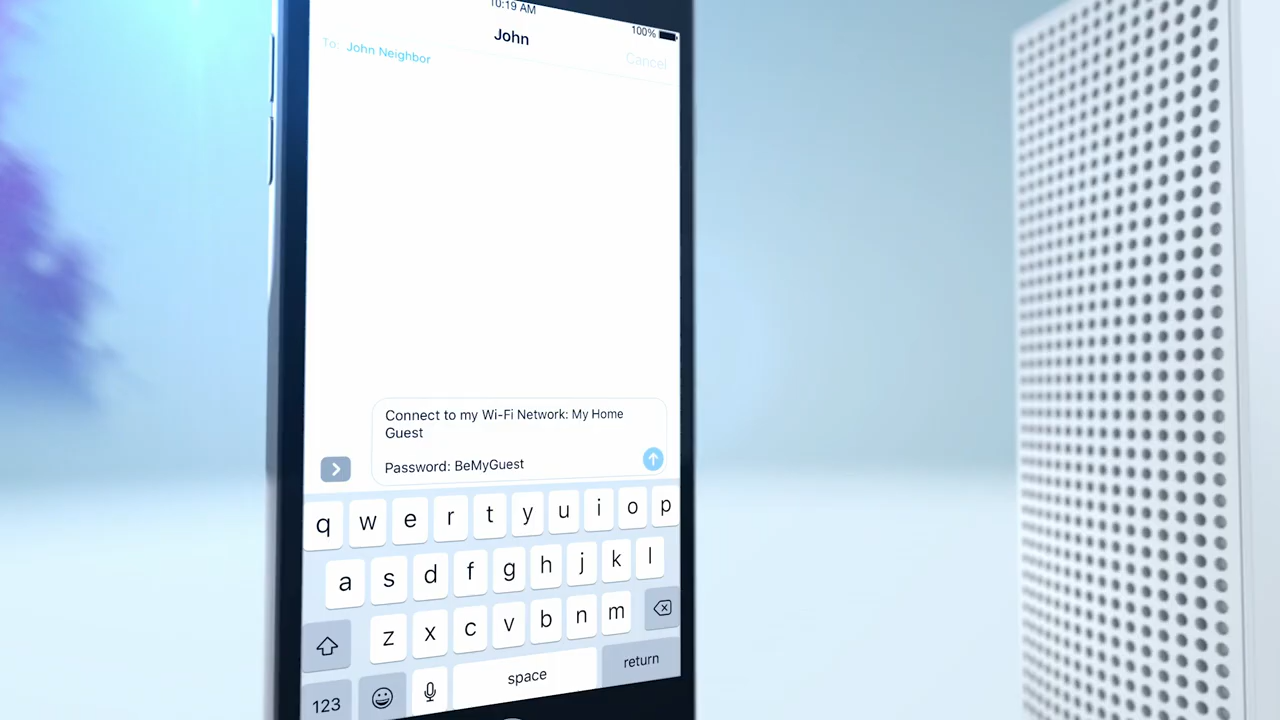 10:19 AM
100%
John
To: John Neighbor
Cancel
Connect to my Wi-Fi Network: My Home
Guest
Password: BeMyGuest
q w e r t y u i o p
a s d f g h j k l
z x c v b n m
123 space return